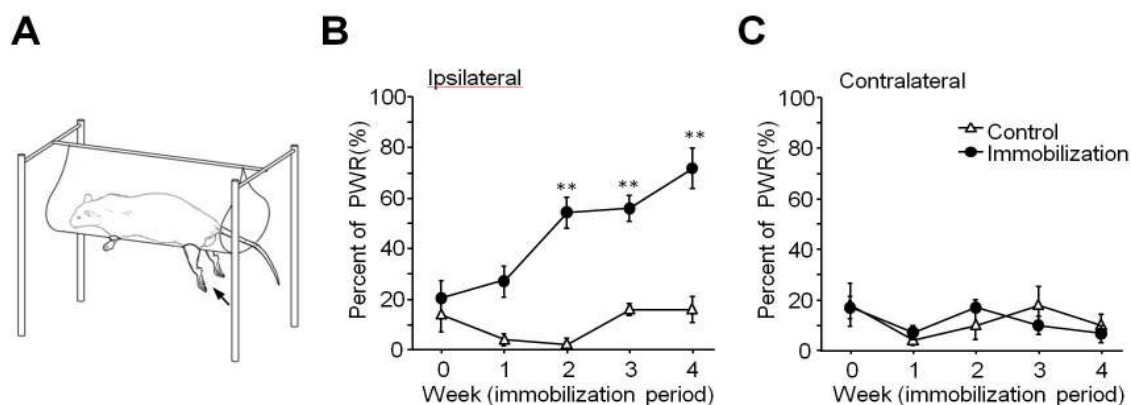 A
B
C
Ipsilateral
Contralateral
100
80
60
40
20
0
Percent of PWR(%)
**
**
**
0 1 2 3 4
Week (immobilization period)
100
80
60
40
20
0
Percent of PWR(%)
Control
Immobilization
0 1 2 3 4
Week (immobilization period)